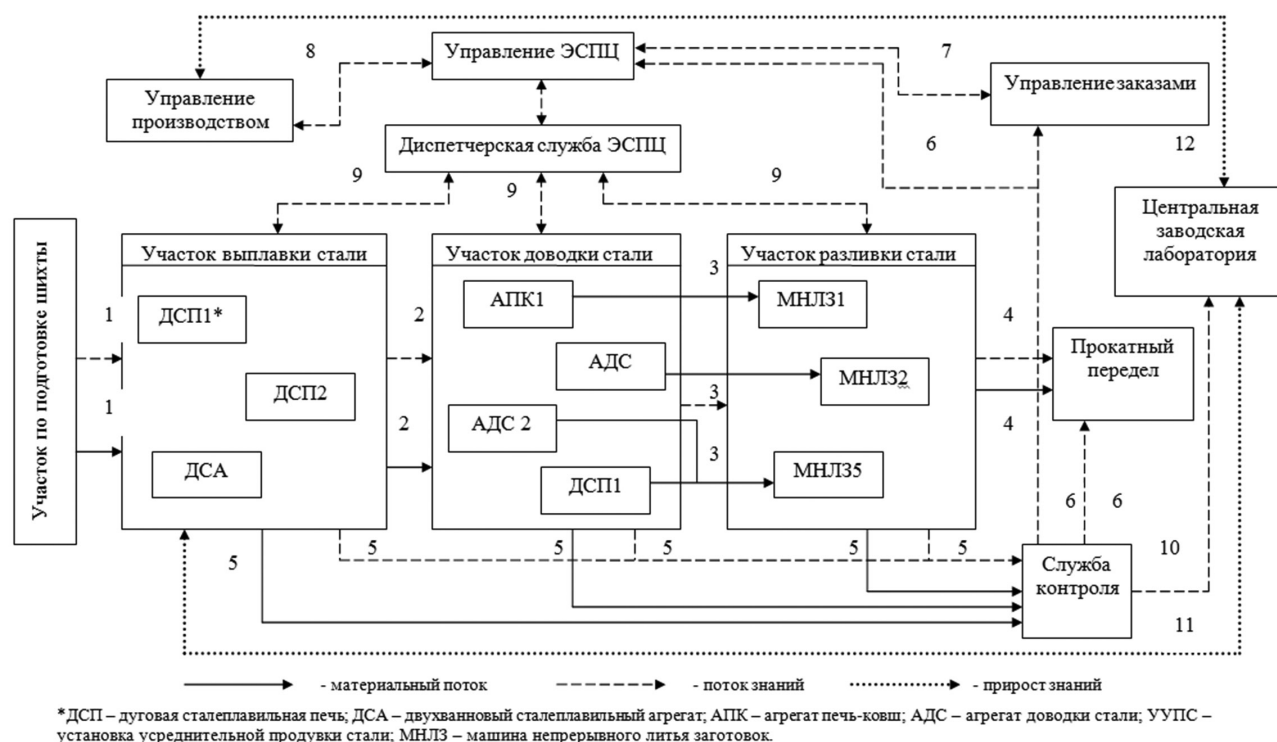 8
Управление ЭСПЦ
7
Управление
производством
Управление заказами
Диспетчерская служба ЭСПЦ
6
12
9
9
9
Центральная
заводская
лаборатория
Участок по подготовке шихты
Участок выплавки стали
Участок доводки стали
Участок разливки стали
1
ДСП1*
2
АПК1
3
МНЛЗ1
4
Прокатный
передел
ДСП2
АДС
МНЛЗ2
1
2
3
4
АДС 2
ДСА
ДСП1
3
МНЛЗ5
6
6
5
5
5
5
5
5
10
Служба
контроля
11
- материальный поток
- поток знаний
- прирост знаний
*ДСП – дуговая сталеплавильная печь; ДСА – двухванновый сталеплавильный агрегат; АПК – агрегат печь-ковш; АДС – агрегат доводки стали; УУПС –
установка усреднительной продувки стали; МНЛЗ – машина непрерывного литья заготовок.